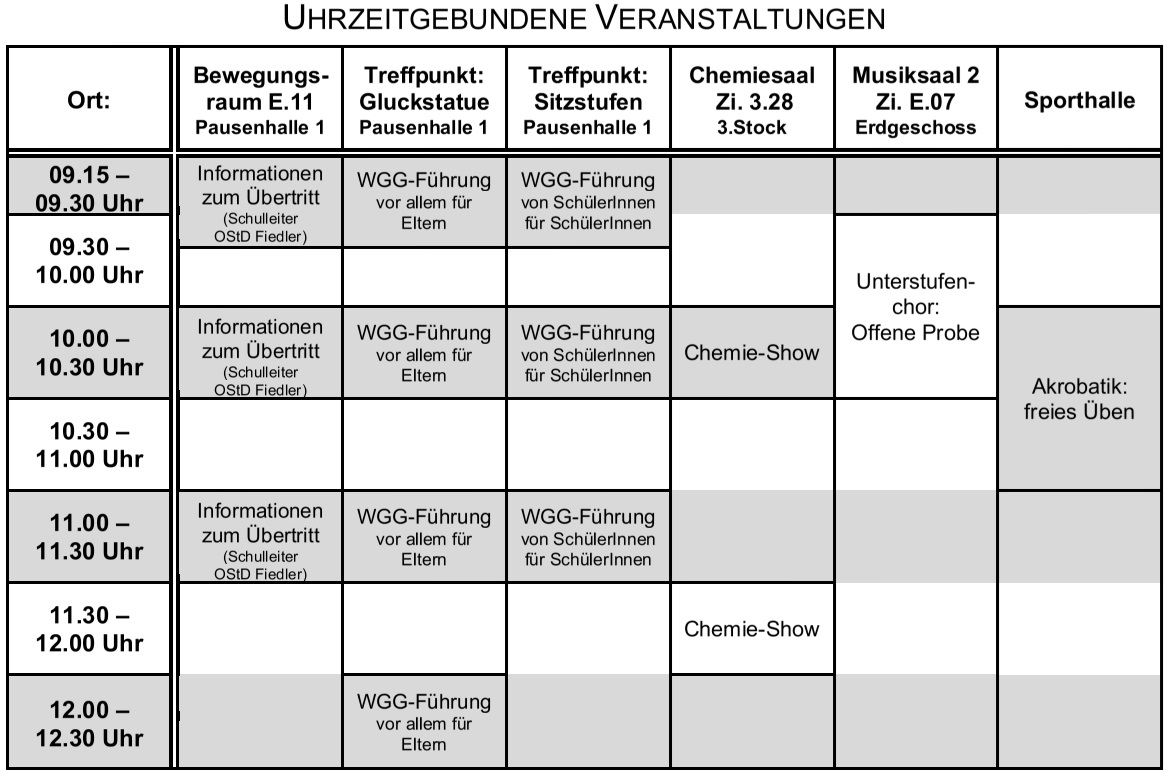 UHRZEITGEBUNDENE VERANSTALTUNGEN
Ort:
Bewegungs-
raum E.11
Pausenhalle 1
Treffpunkt:
Gluckstatue
Pausenhalle 1
Treffpunkt:
Sitzstufen
Pausenhalle 1
Chemiesaal
Zi. 3.28
3.Stock
Musiksaal 2
Zi. E.07
Erdgeschoss
Sporthalle
09.15 –
09.30 Uhr
Informationen
zum Übertritt
(Schulleiter
OStD Fiedler)
WGG-Führung
vor allem für
Eltern
WGG-Führung
von SchülerInnen
für SchülerInnen
09.30 –
10.00 Uhr
Unterstufen-
chor:
Offene Probe
10.00 –
10.30 Uhr
Informationen
zum Übertritt
(Schulleiter
OStD Fiedler)
WGG-Führung
vor allem für
Eltern
WGG-Führung
von SchülerInnen
für SchülerInnen
Chemie-Show
Akrobatik:
freies Üben
10.30 –
11.00 Uhr
11.00 –
11.30 Uhr
Informationen
zum Übertritt
(Schulleiter
OStD Fiedler)
WGG-Führung
vor allem für
Eltern
WGG-Führung
von SchülerInnen
für SchülerInnen
11.30 –
12.00 Uhr
Chemie-Show
12.00 –
12.30 Uhr
WGG-Führung
vor allem für
Eltern